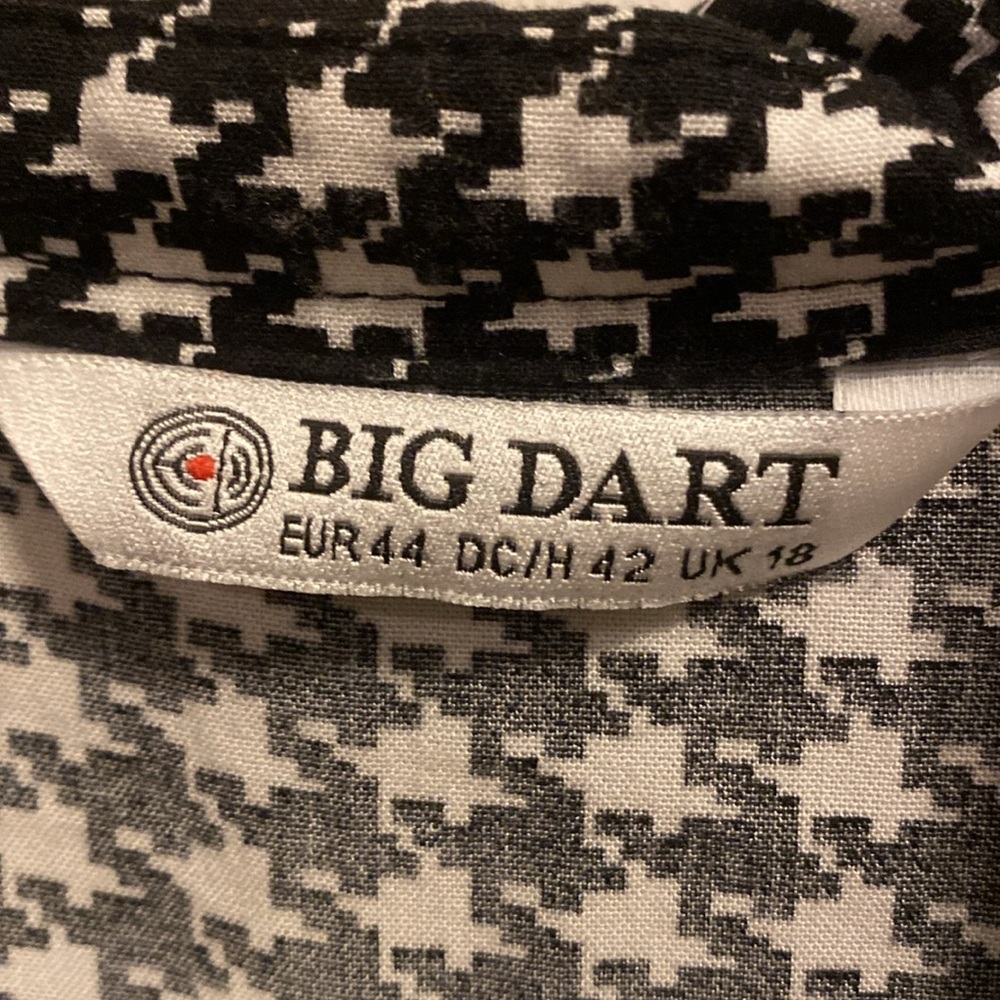 BIG DART
EUR 44 DC/H 42 UK 18